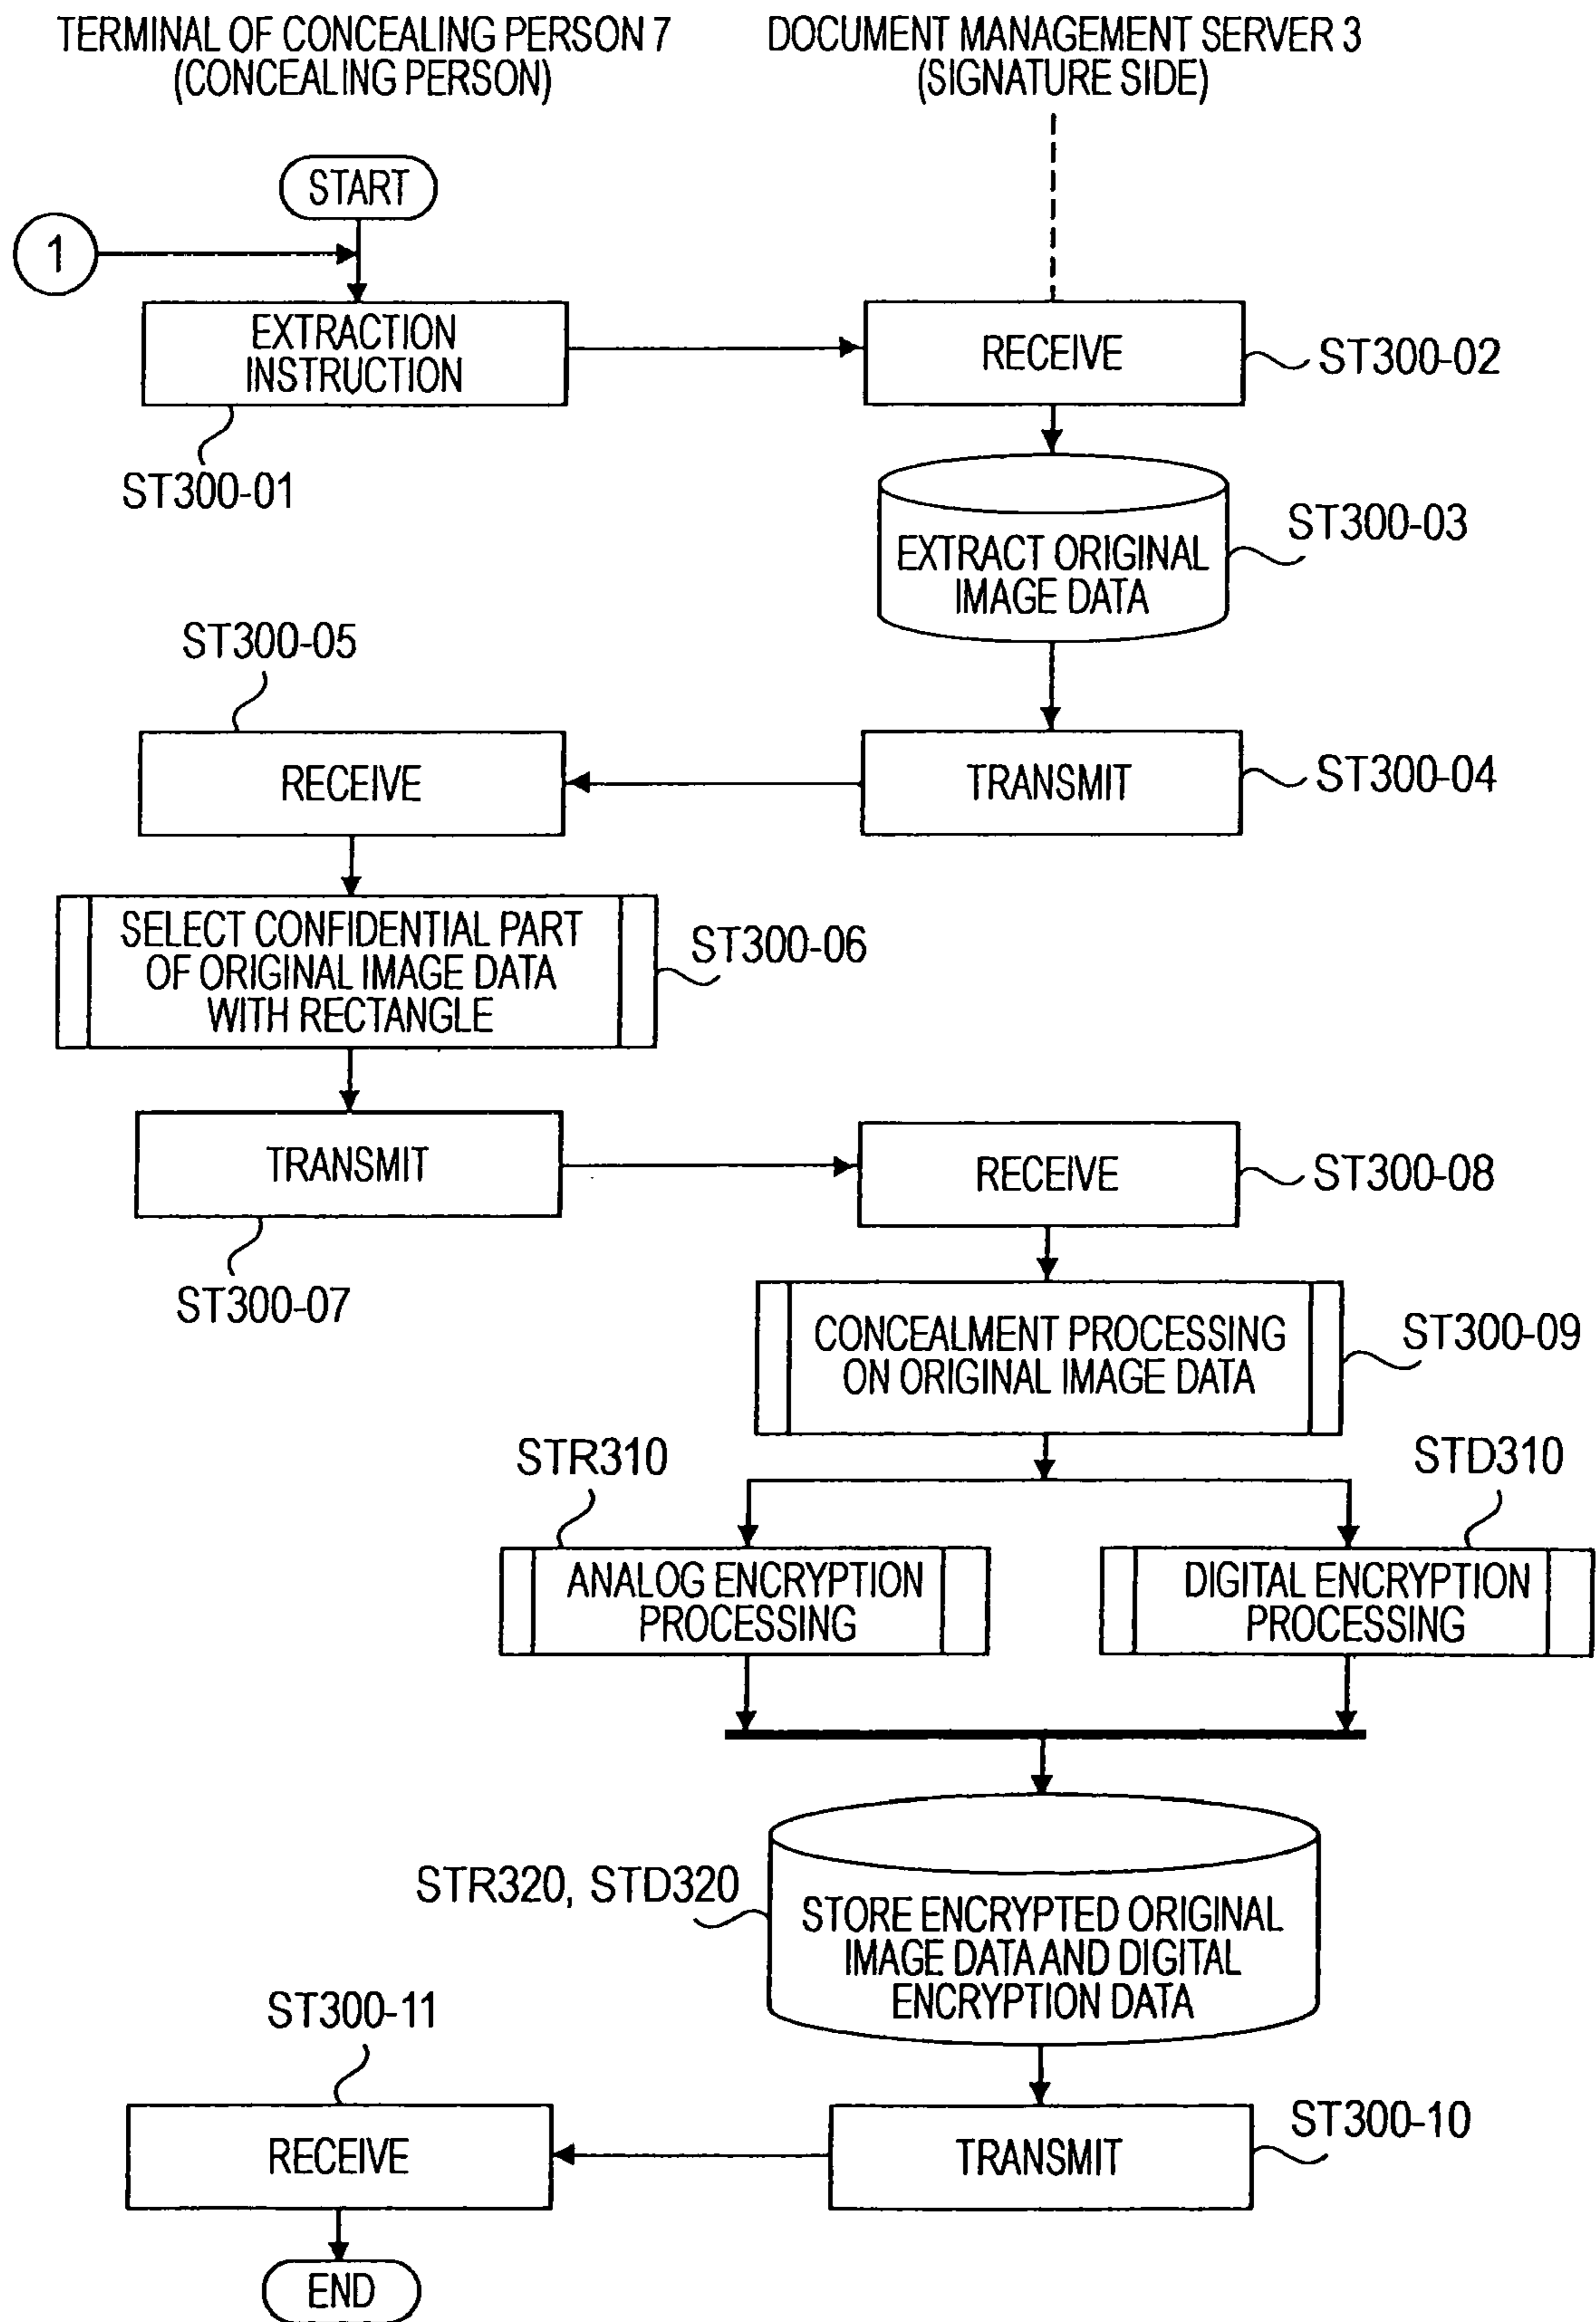 TERMINAL OF CONCEALING PERSON 7
(CONCEALING PERSON)
DOCUMENT MANAGEMENT SERVER 3
(SIGNATURE SIDE)
START
1
EXTRACTION
INSTRUCTION
ST300-01
RECEIVE
ST300-02
EXTRACT ORIGINAL
IMAGE DATA
ST300-03
ST300-05
RECEIVE
TRANSMIT
ST300-04
SELECT CONFIDENTIAL PART
OF ORIGINAL IMAGE DATA
WITH RECTANGLE
ST300-06
TRANSMIT
ST300-07
RECEIVE
ST300-08
CONCEALMENT PROCESSING
ON ORIGINAL IMAGE DATA
ST300-09
STR310
STD310
ANALOG ENCRYPTION
PROCESSING
DIGITAL ENCRYPTION
PROCESSING
STR320, STD320
STORE ENCRYPTED ORIGINAL
IMAGE DATA AND DIGITAL
ENCRYPTION DATA
ST300-11
RECEIVE
TRANSMIT
ST300-10
END